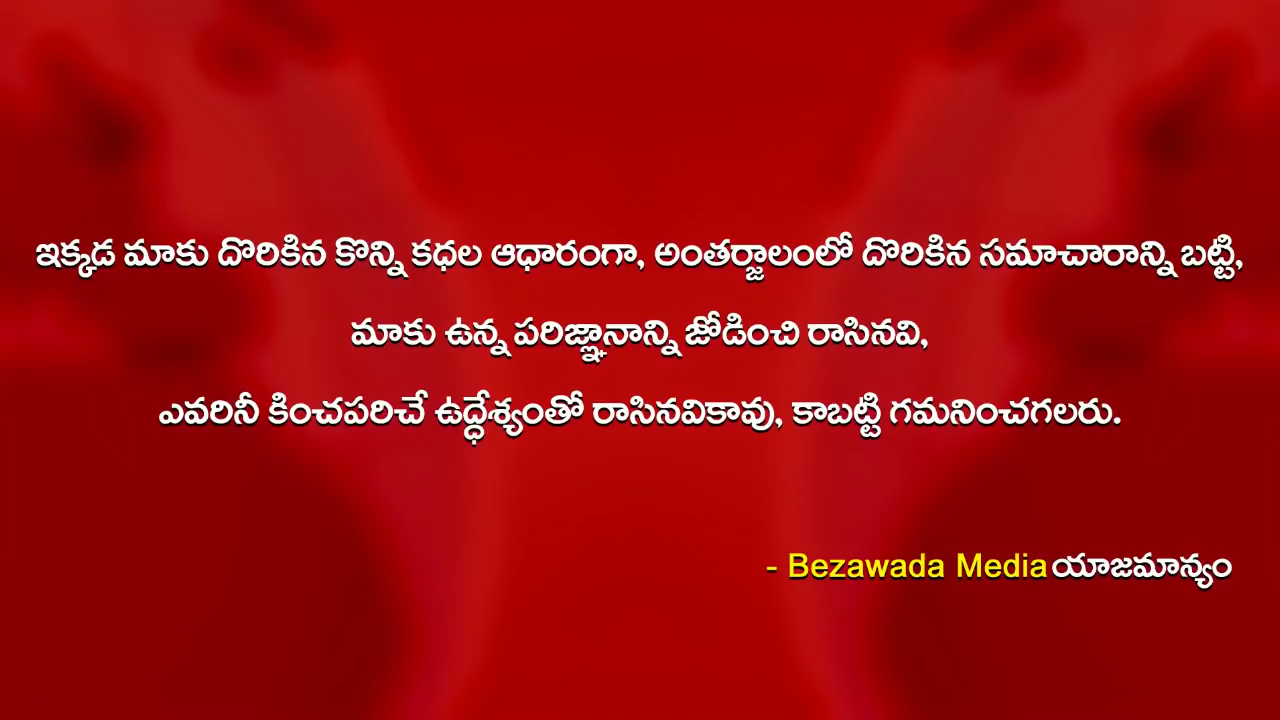 ఇక్కడ మాకు దొరికిన కొన్ని కధల ఆధారంగా, అంతర్జాలంలో దొరికిన సమాచారాన్ని బట్టి,
మాకు ఉన్న పరిజ్ఞానాన్ని జోడించి రాసినవి,
ఎవరినీ కించపరిచే ఉద్ధేశ్యంతో రాసినవికావు, కాబట్టి గమనించగలరు.
- Bezawada Media యాజమాన్యం